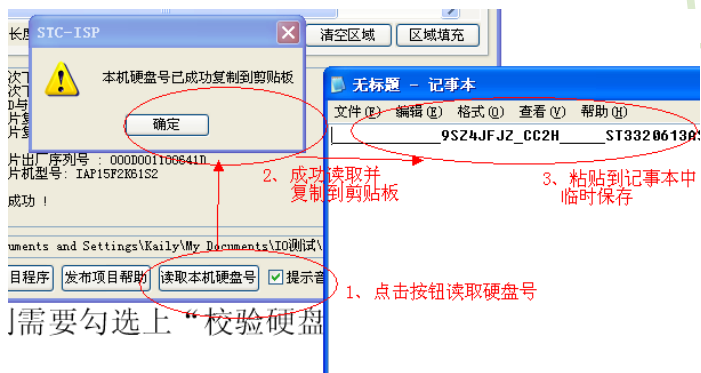 STC-ISP
清空区域
区域填充
本机硬盘号已成功复制到剪贴板
确定
无标题 - 记事本
文件(F) 编辑(E) 格式(O) 查看(V) 帮助(H)
_____9SZ4JFJZ_CC2H_____ST3320613AS
片出厂序列号 : 000D001100641D
片机型号: IAP15F2K61S2
成功 !
2、成功读取并
复制到剪贴板
3、粘贴到记事本中
临时保存
uments and Settings\Kaily\My Documents\IO测试\
目程序
发布项目帮助
读取本机硬盘号
提示音
1、点击按钮读取硬盘号
需要勾选上“校验硬盘